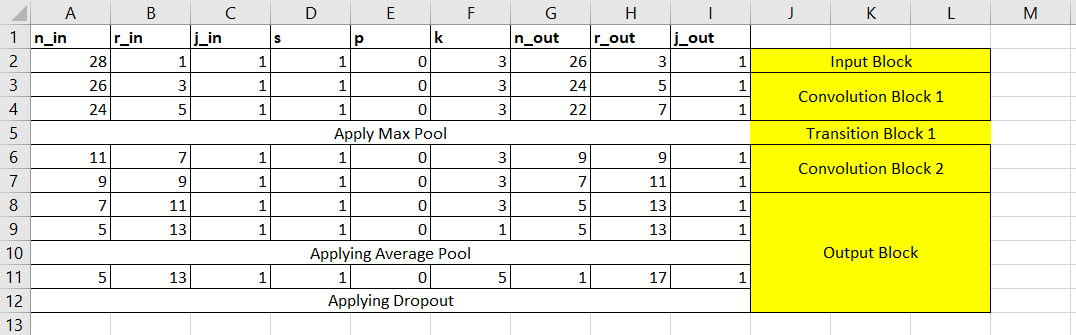 A B C D E F G H I J K L M
1 n_in r_in j_in s p k n_out r_out j_out
2 28 1 1 1 0 3 26 3 1 Input Block
3 26 3 1 1 0 3 24 5 1 Convolution Block 1
4 24 5 1 1 0 3 22 7 1
5 Apply Max Pool Transition Block 1
6 11 7 1 1 0 3 9 9 1 Convolution Block 2
7 9 9 1 1 0 3 7 11 1
8 7 11 1 1 0 3 5 13 1
9 5 13 1 1 0 1 5 13 1
10 Applying Average Pool Output Block
11 5 13 1 1 0 5 1 17 1
12 Applying Dropout
13